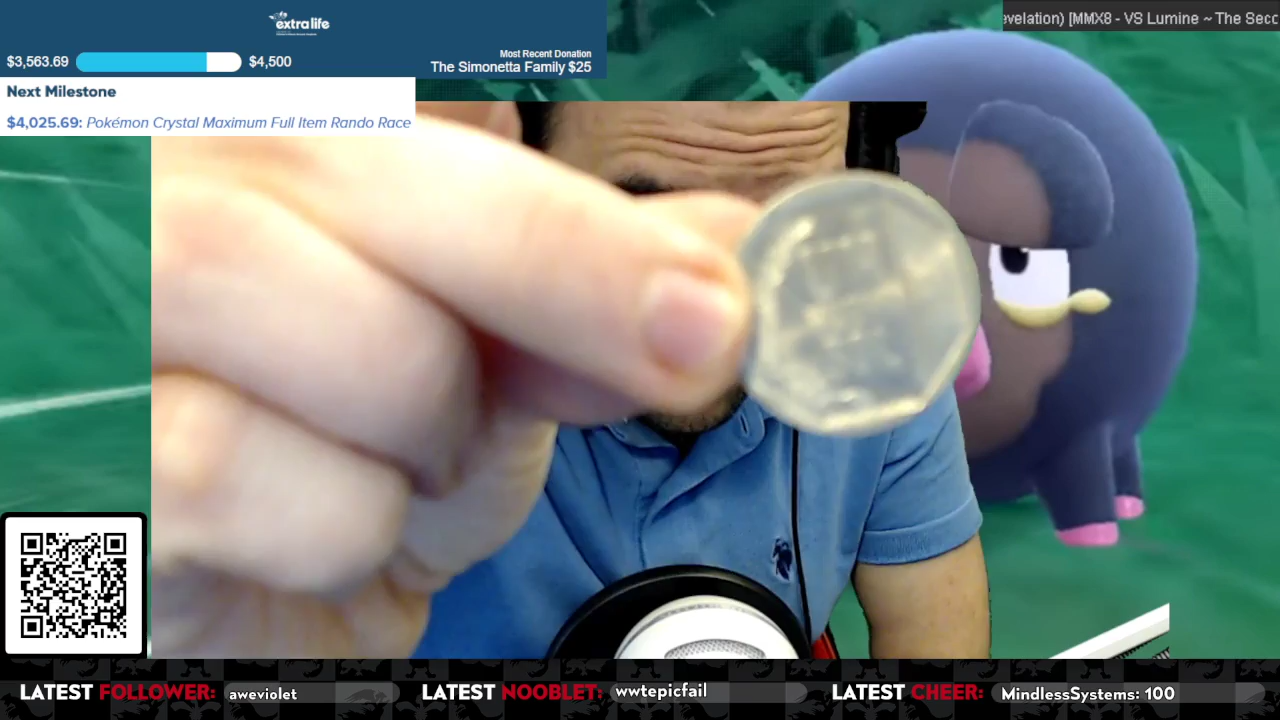 extralife
evelation) [MMX8 - VS Lumine ~ The Seco
$3,563.69 $4,500
Most Recent Donation
The Simonetta Family $25
Next Milestone
$4,025.69: Pokémon Crystal Maximum Full Item Rando Race
LATEST FOLLOWER: aweviolet LATEST NOOBLET: wwtepicfail LATEST CHEER: MindlessSystems: 100